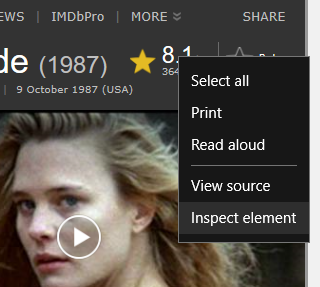 EWS | IMDbPro | MORE SHARE
de (1987) 8.1
364
| 9 October 1987 (USA)
Select all
Print
Read aloud
View source
Inspect element